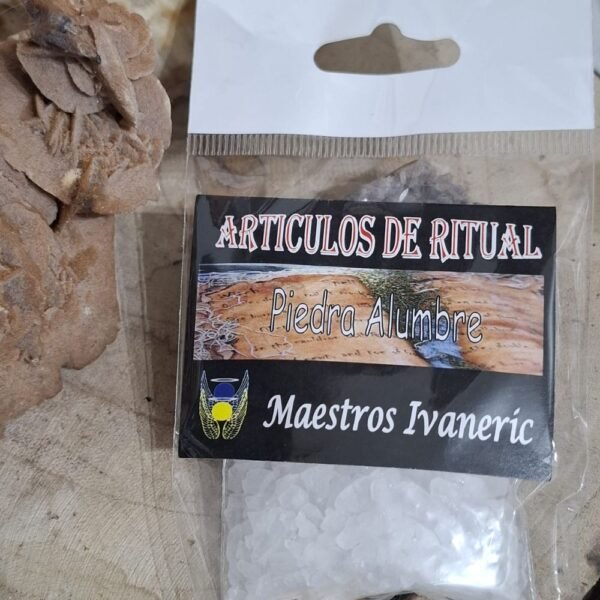 ARTICULOS DE RITUAL
Piedra Alumbre
Maestros Ivaneric